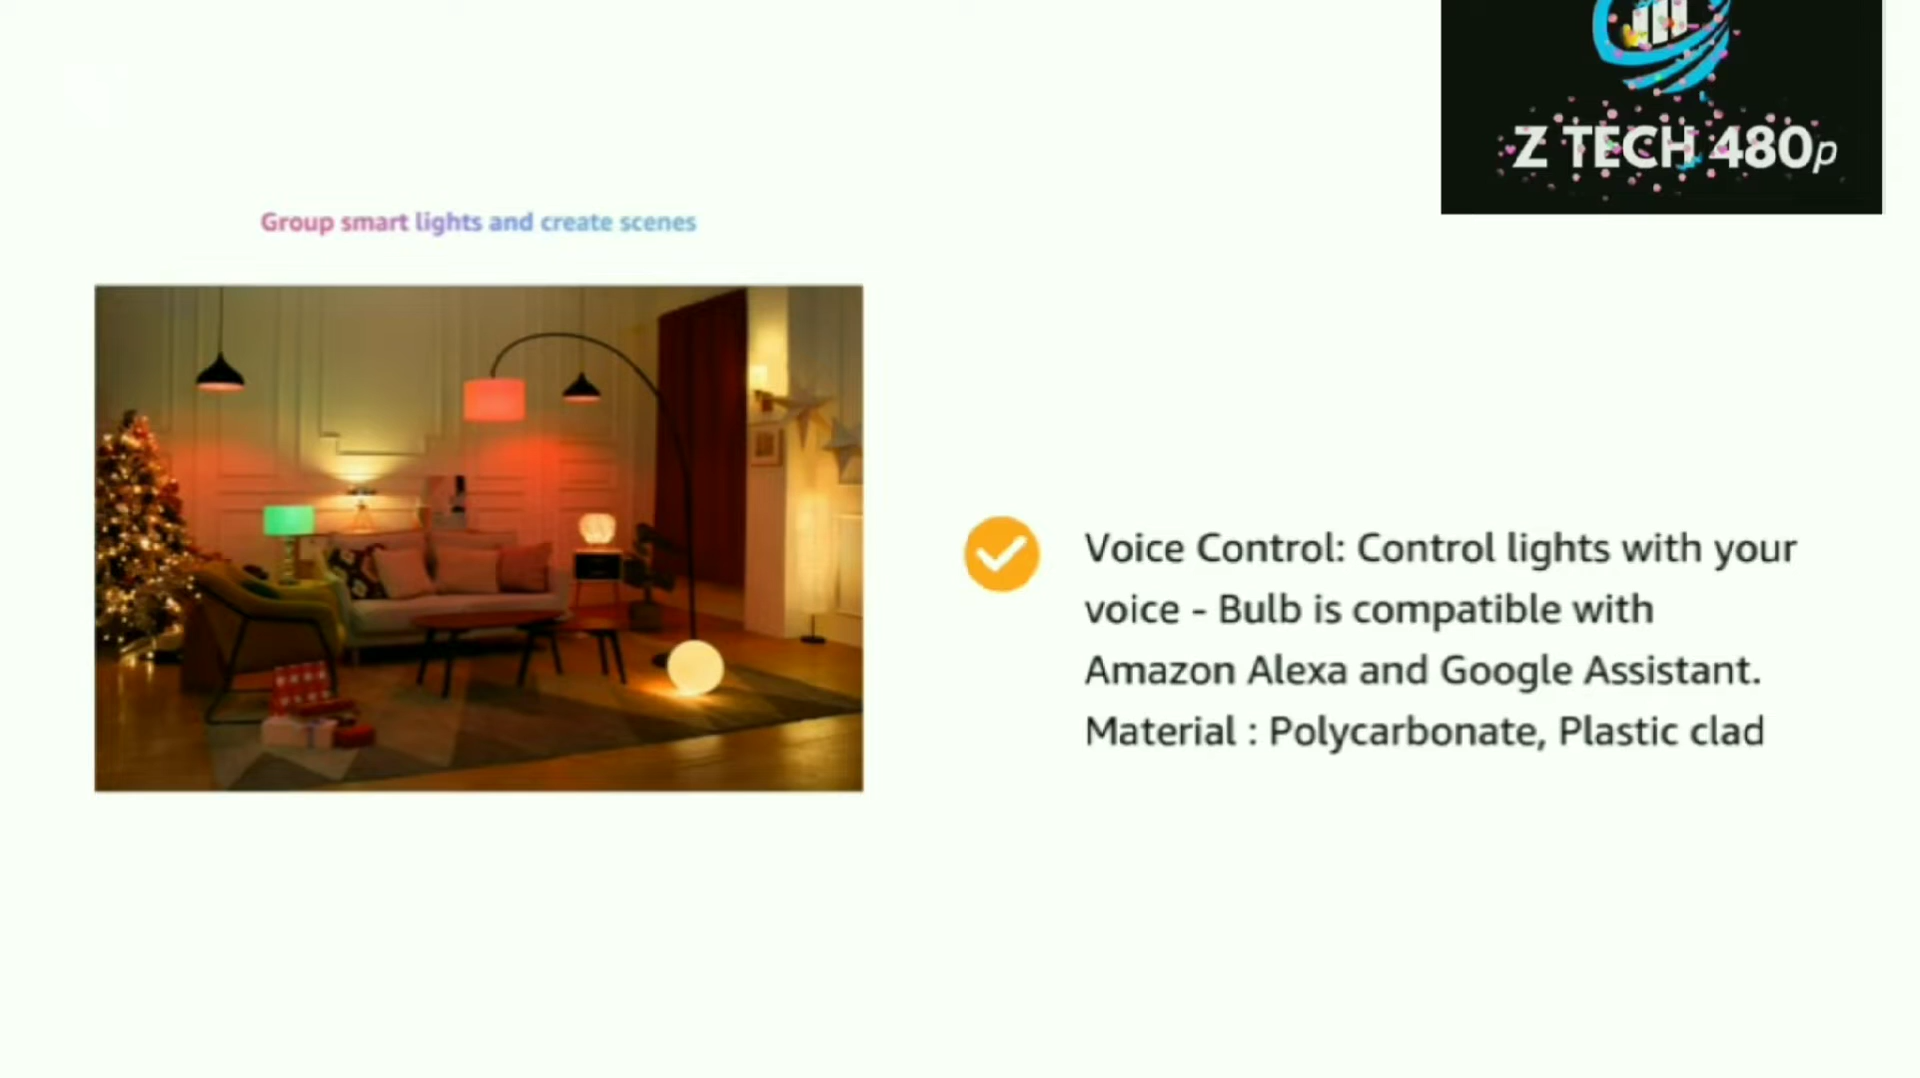 Z TECH 480p
Group smart lights and create scenes
Voice Control: Control lights with your
voice - Bulb is compatible with
Amazon Alexa and Google Assistant.
Material : Polycarbonate, Plastic clad